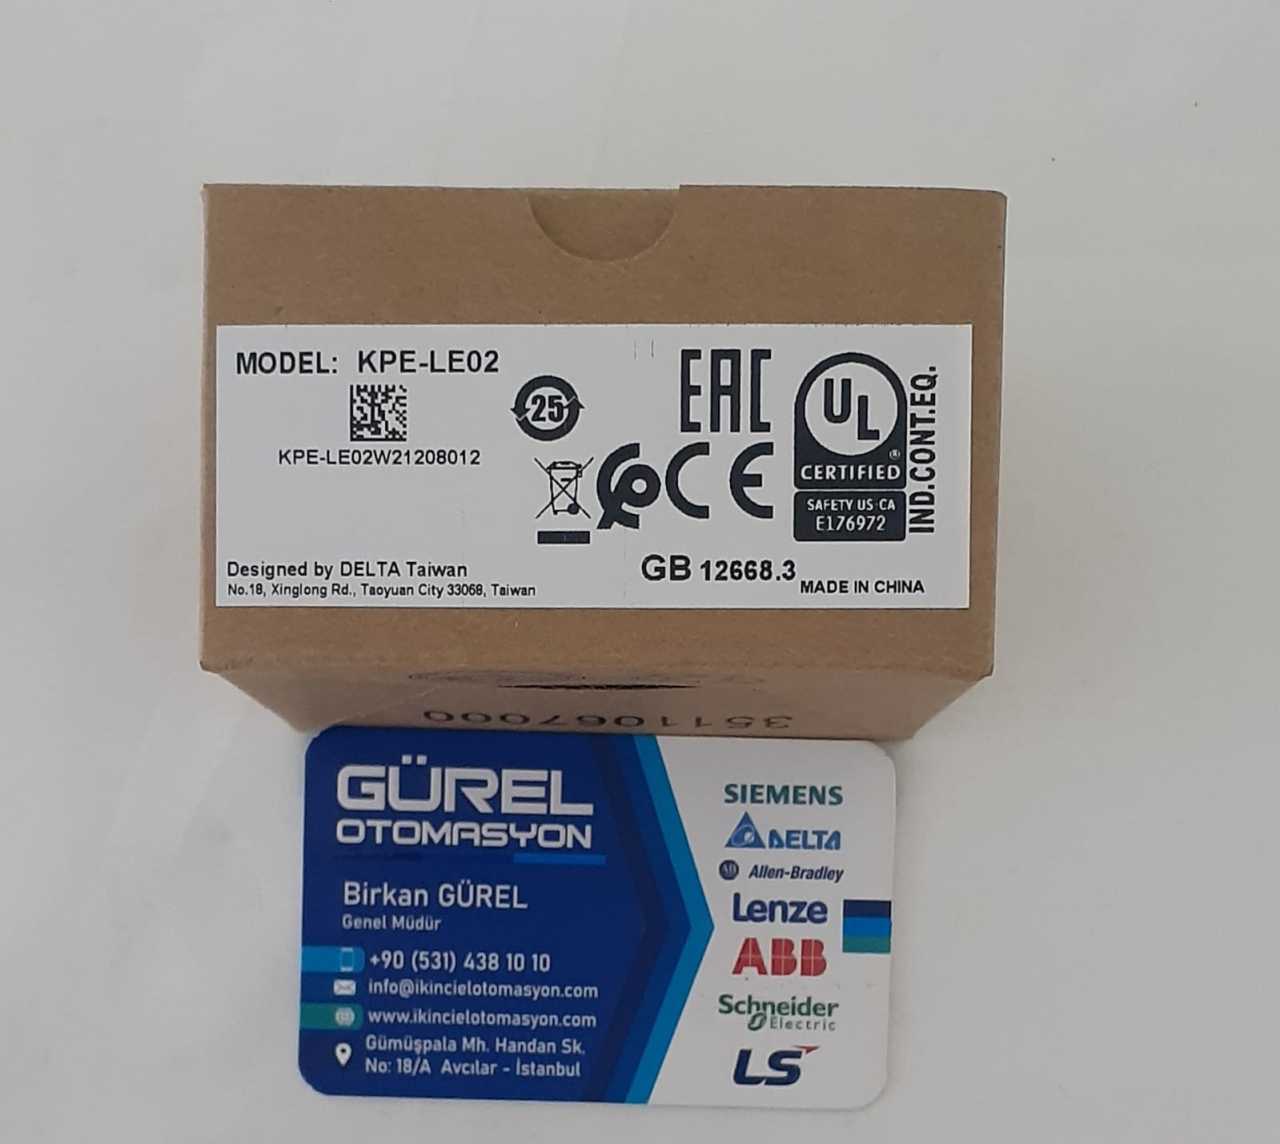 MODEL: KPE-LE02
KPE-LE02W21208012
25
EAC
CE
UL
®
CERTIFIED
SAFETY US·CA
E176972
IND.CONT.EQ.
GB 12668.3
Designed by DELTA Taiwan
No.18, Xinglong Rd., Taoyuan City 33068, Taiwan
MADE IN CHINA
3511067000
GÜREL
OTOMASYON
Birkan GÜREL
Genel Müdür
+90 (531) 438 10 10
info@ikincielotomasyon.com
www.ikincielotomasyon.com
Gümüşpala Mh. Handan Sk.
No: 18/A Avcılar - İstanbul
SIEMENS
DELTA
AB Allen-Bradley
Lenze
ABB
Schneider
Electric
LS